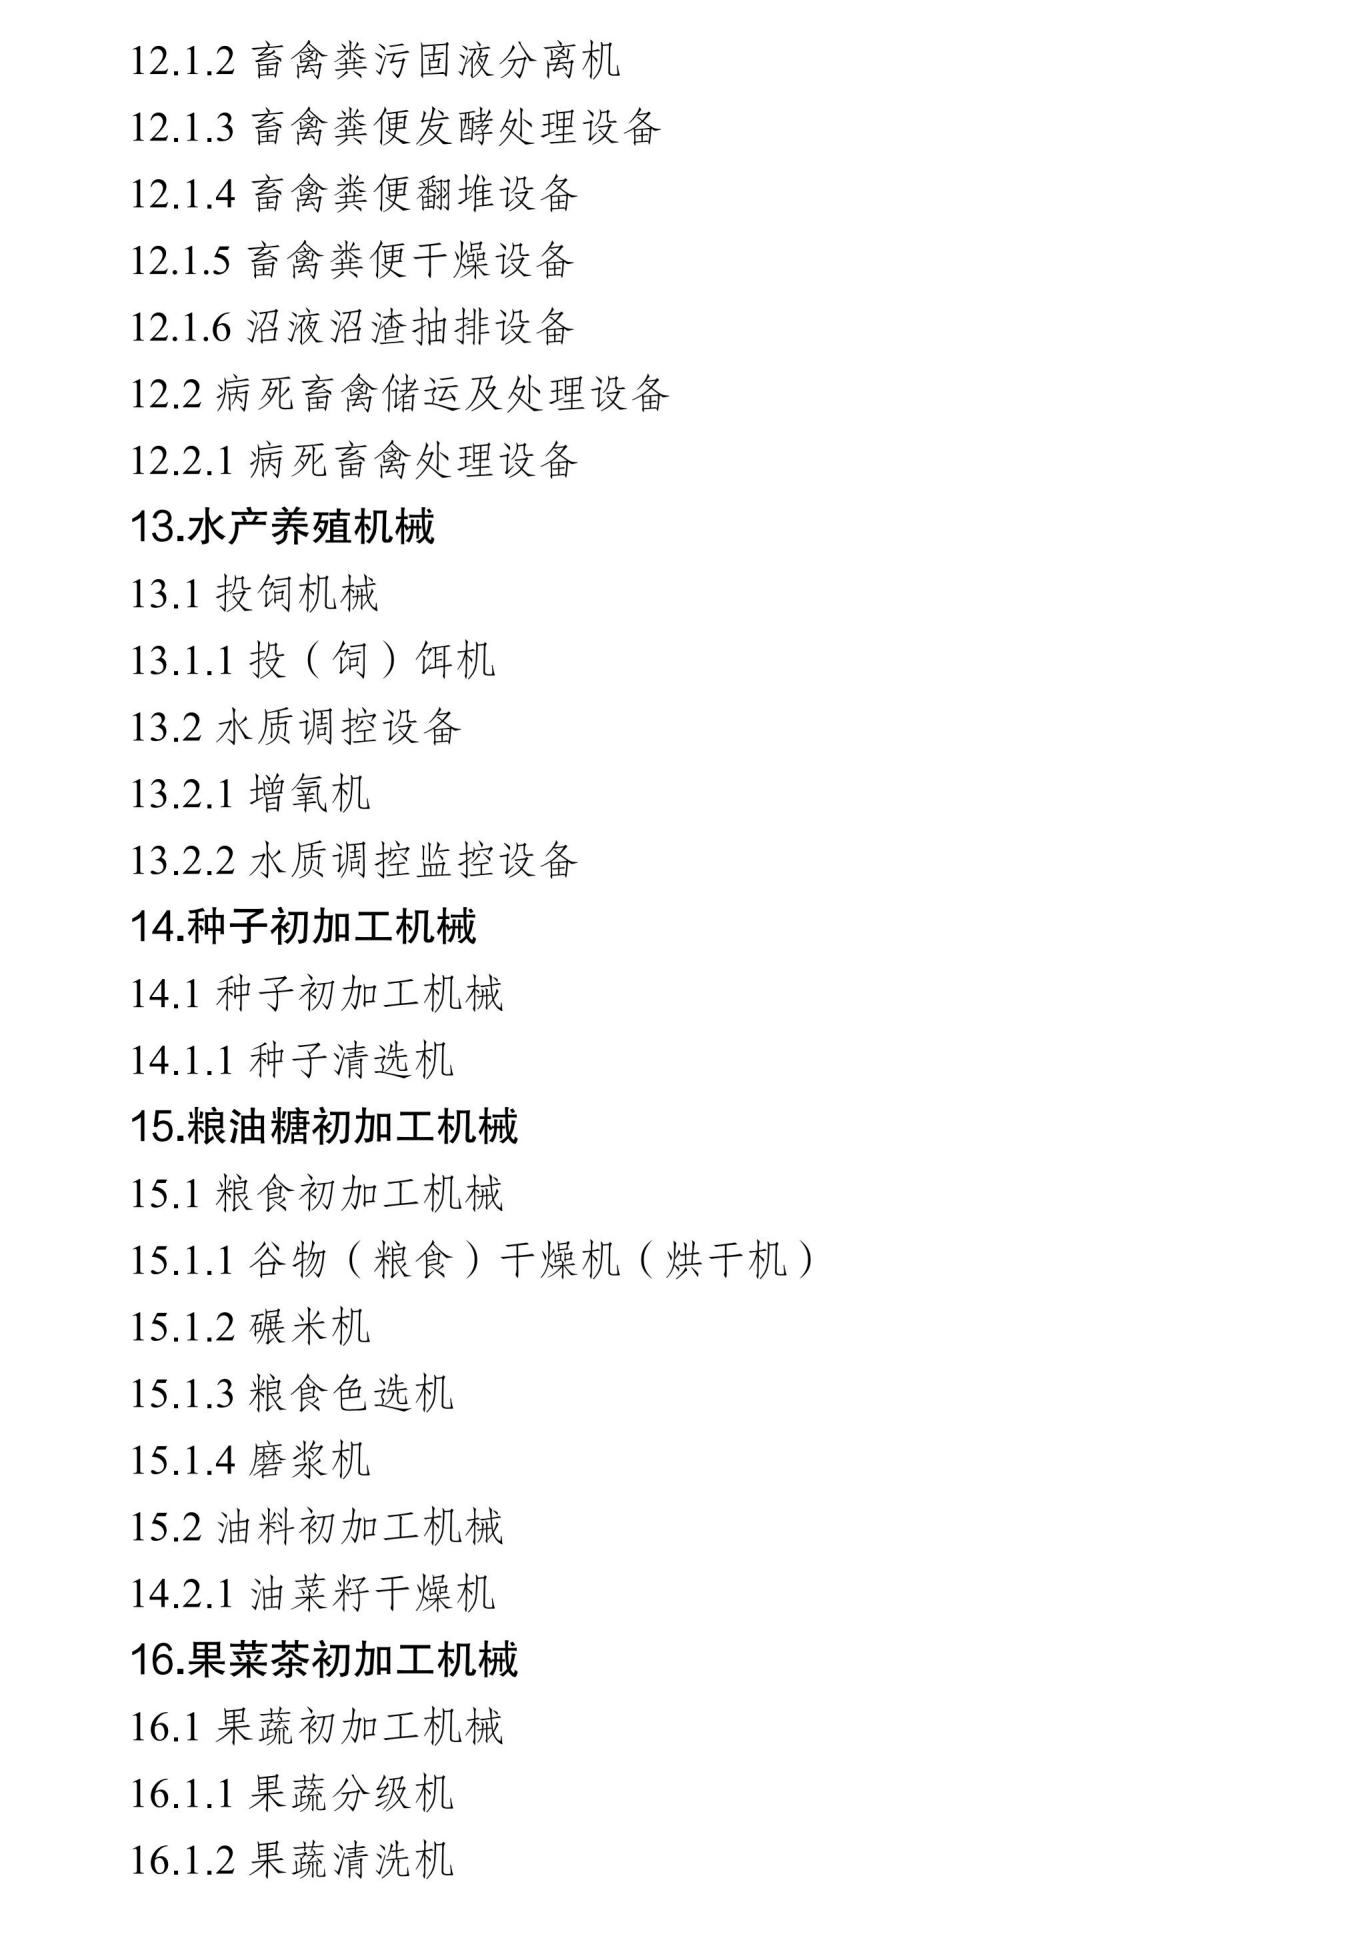 12.1.2 畜禽粪污固液分离机
12.1.3 畜禽粪便发酵处理设备
12.1.4 畜禽粪便翻堆设备
12.1.5 畜禽粪便干燥设备
12.1.6 沼液沼渣抽排设备
12.2 病死畜禽储运及处理设备
12.2.1 病死畜禽处理设备
13.水产养殖机械
13.1 投饲机械
13.1.1 投（饲）饵机
13.2 水质调控设备
13.2.1 增氧机
13.2.2 水质调控监控设备
14.种子初加工机械
14.1 种子初加工机械
14.1.1 种子清选机
15.粮油糖初加工机械
15.1 粮食初加工机械
15.1.1 谷物（粮食）干燥机（烘干机）
15.1.2 碾米机
15.1.3 粮食色选机
15.1.4 磨浆机
15.2 油料初加工机械
14.2.1 油菜籽干燥机
16.果菜茶初加工机械
16.1 果蔬初加工机械
16.1.1 果蔬分级机
16.1.2 果蔬清洗机